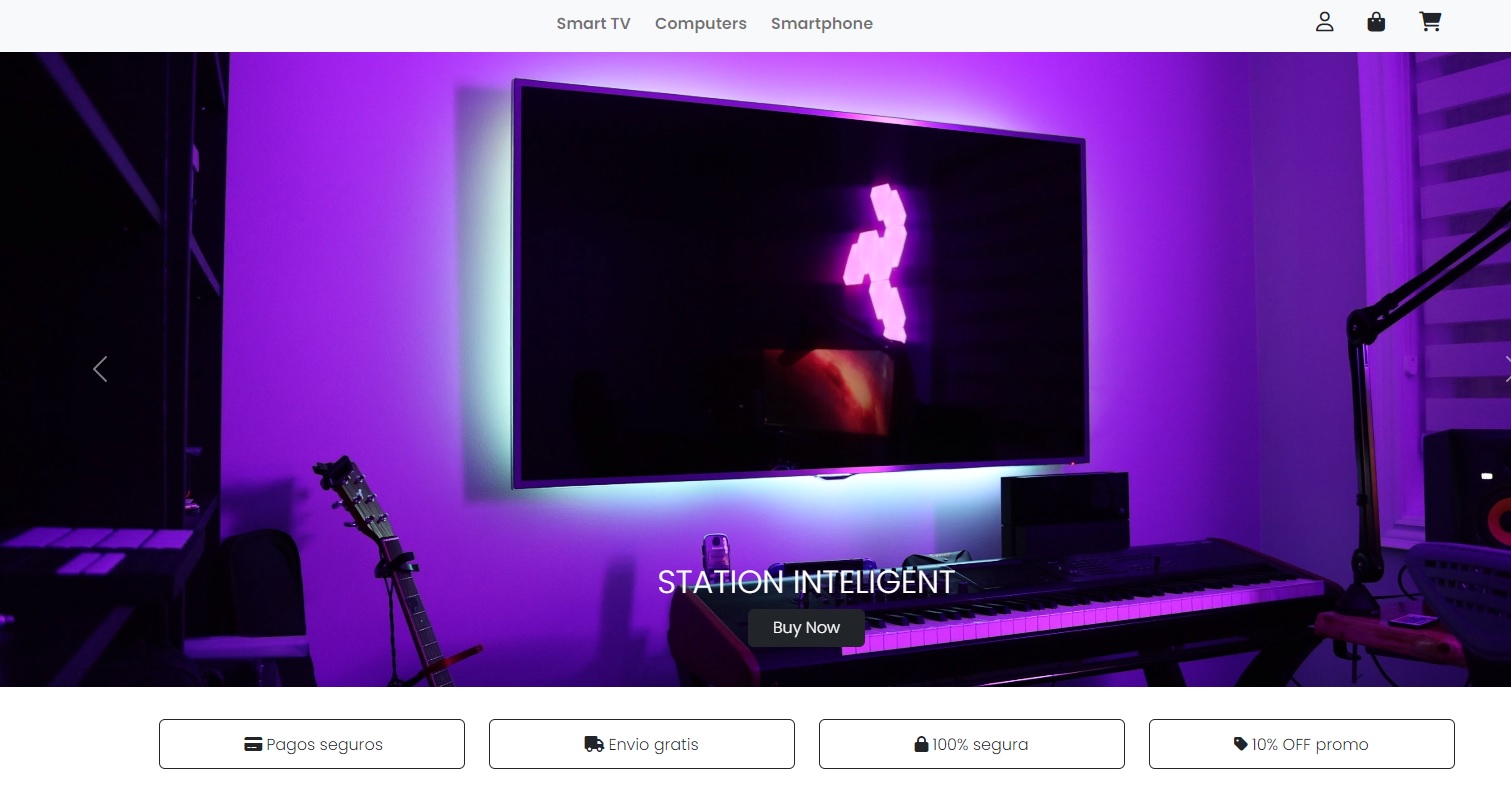 Smart TV Computers Smartphone
STATION INTELIGENT
Buy Now
Pagos seguros Envio gratis 100% segura 10% OFF promo